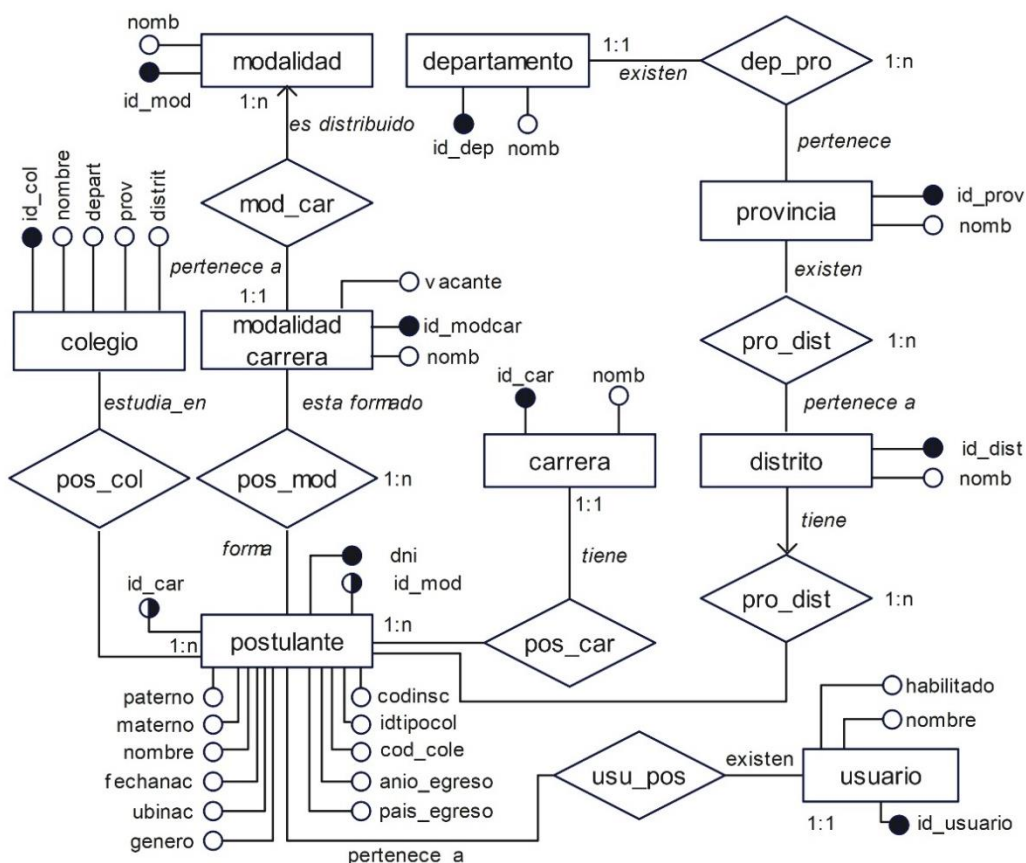 nomb
modalidad
id_mod
1:n
es distribuido
departamento
1:1
existen
dep_pro
1:n
id_dep
nomb
pertenece
id_col
nombre
depart
prov
distrit
mod_car
provincia
id_prov
nomb
pertenece a
1:1
existen
vacante
colegio
modalidad
carrera
id_modcar
nomb
pro_dist
1:n
estudia_en
esta formado
id_car
nomb
pertenece a
pos_col
pos_mod
1:n
carrera
1:1
distrito
id_dist
nomb
forma
dni
id_mod
tiene
tiene
id_car
pro_dist
1:n
1:n
postulante
1:n
pos_car
paterno
materno
nombre
fechanac
ubinac
genero
codinsc
idtipocol
cod_cole
anio_egreso
pais_egreso
habilitado
nombre
usu_pos
existen
usuario
1:1
id_usuario
pertenece_a